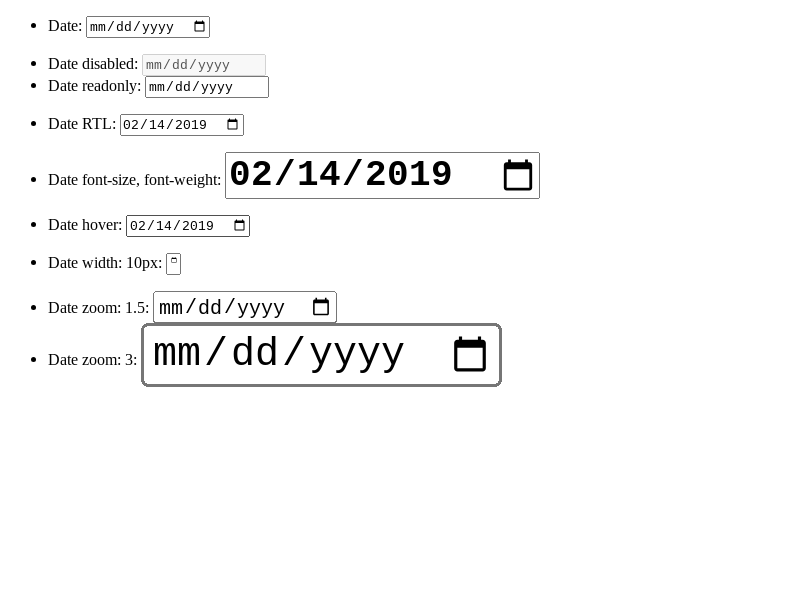 Date: mm/dd/yyyy
Date disabled: mm/dd/yyyy
Date readonly: mm/dd/yyyy
Date RTL: 02/14/2019
Date font-size, font-weight: 02/14/2019
Date hover: 02/14/2019
Date width: 10px:
Date zoom: 1.5: mm/dd/yyyy
Date zoom: 3: mm/dd/yyyy